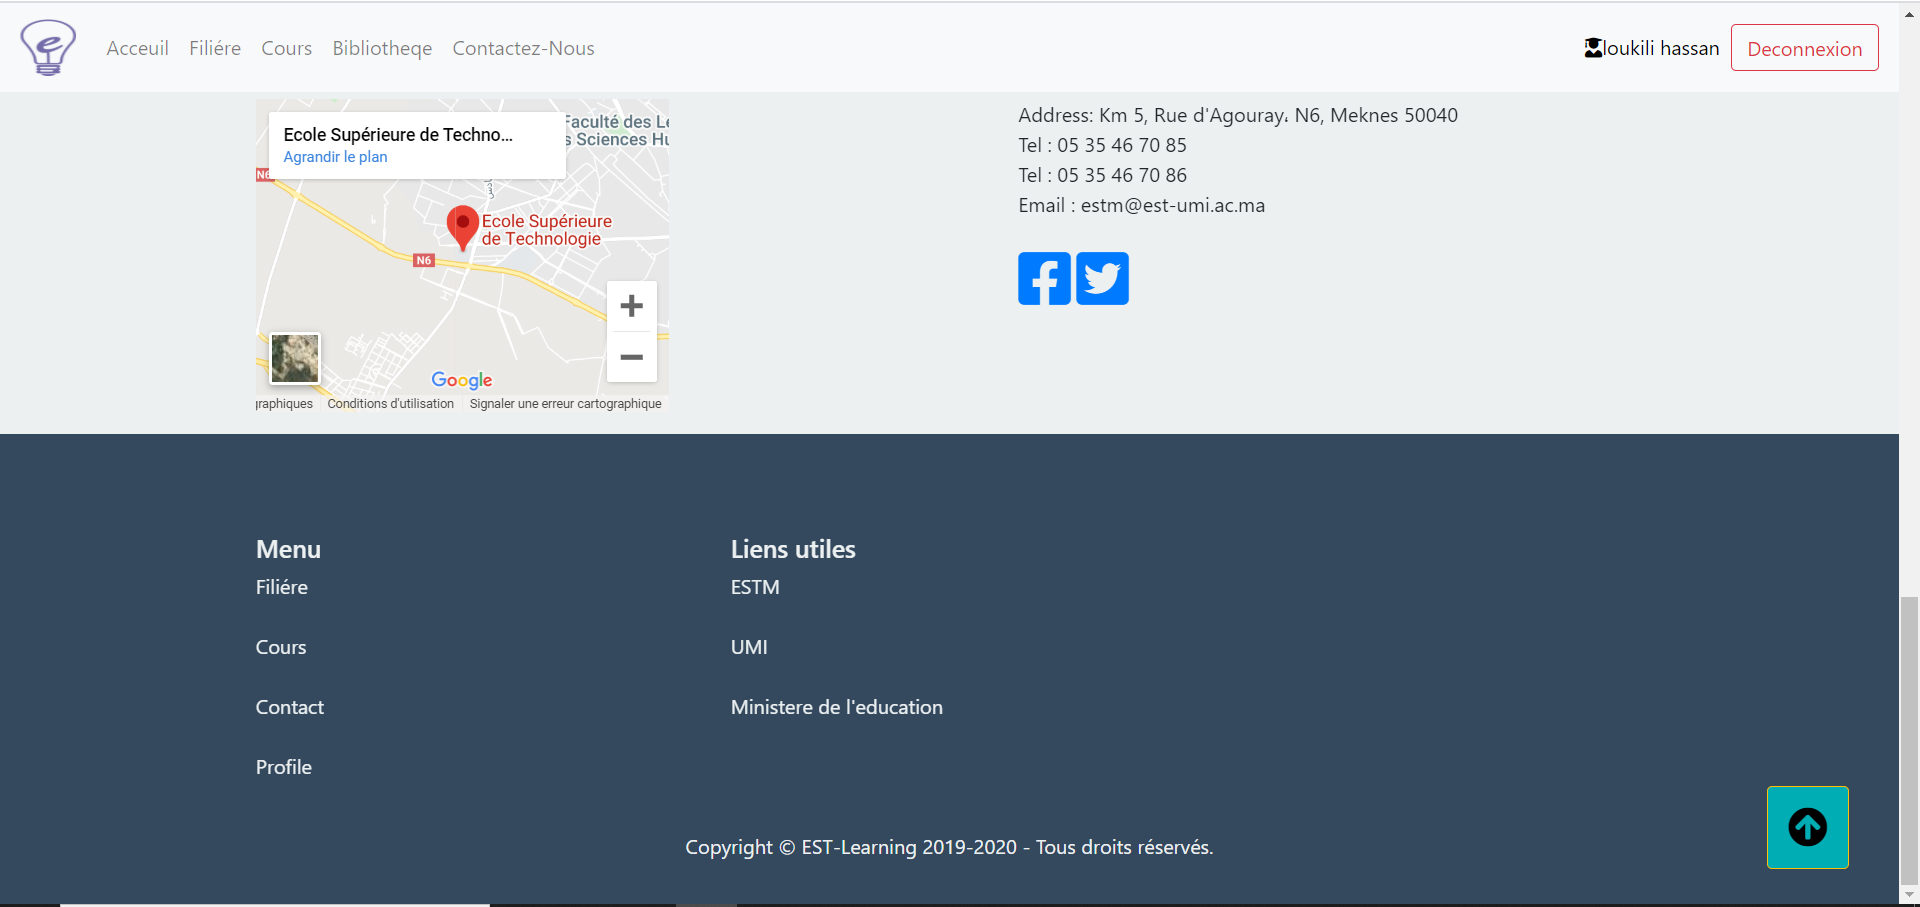 Acceuil Filiére Cours Bibliotheqe Contactez-Nous
loukili hassan Deconnexion
Ecole Supérieure de Techno...
Agrandir le plan
Faculté des Le
s Sciences Hu
N6
Ecole Supérieure
de Technologie
N6
Google
graphiques Conditions d'utilisation Signaler une erreur cartographique
Address: Km 5, Rue d'Agouray، N6, Meknes 50040
Tel : 05 35 46 70 85
Tel : 05 35 46 70 86
Email : estm@est-umi.ac.ma
Menu
Filiére
Cours
Contact
Profile
Liens utiles
ESTM
UMI
Ministere de l'education
Copyright © EST-Learning 2019-2020 - Tous droits réservés.